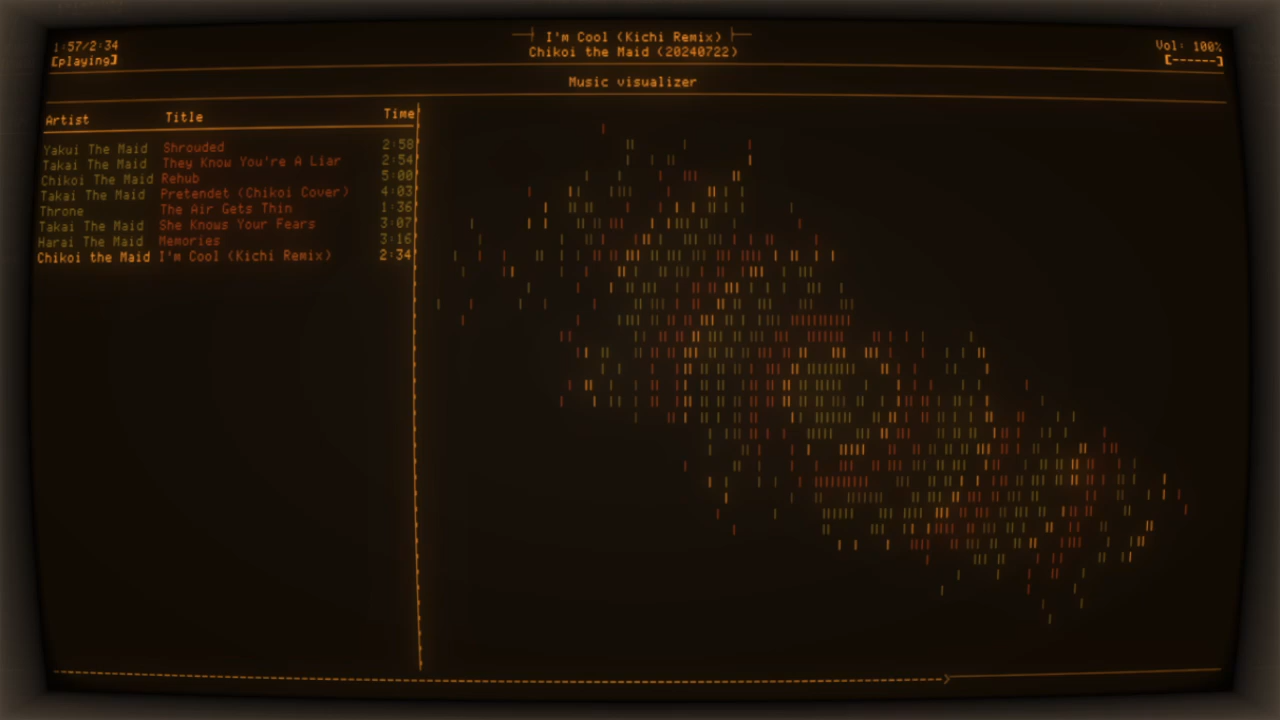 1:57/2:34
[playing]
I'm Cool (Kichi Remix)
Chikoi the Maid (20240722)
Vol: 100%
[------]
Music visualizer
Artist Title Time
Yakui The Maid Shrouded 2:58
Takai The Maid They Know You're A Liar 2:54
Chikoi The Maid Rehub 5:00
Takai The Maid Pretendet (Chikoi Cover) 4:03
Throne The Air Gets Thin 1:36
Takai The Maid She Knows Your Fears 3:07
Harai The Maid Memories 3:16
Chikoi the Maid I'm Cool (Kichi Remix) 2:34